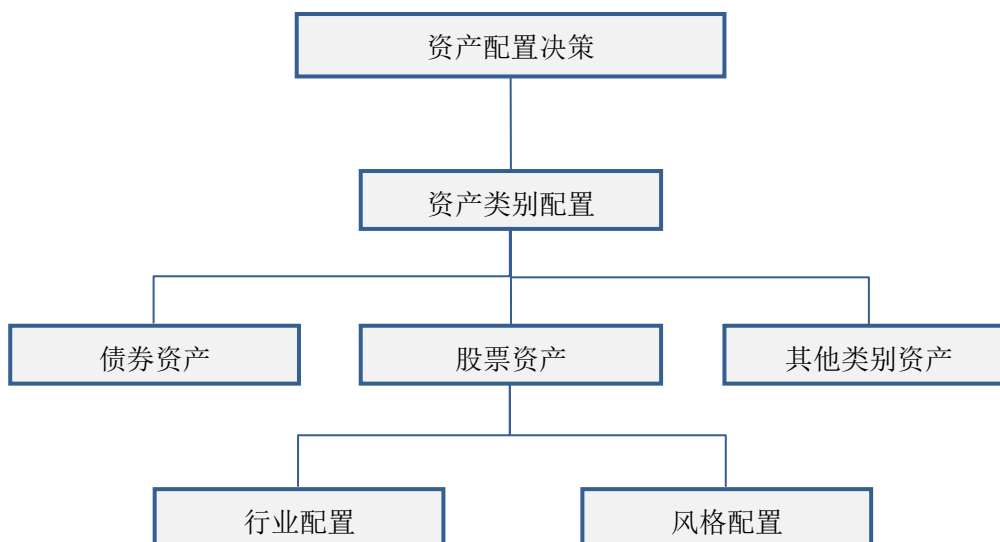 资产配置决策
资产类别配置
债券资产
股票资产
其他类别资产
行业配置
风格配置